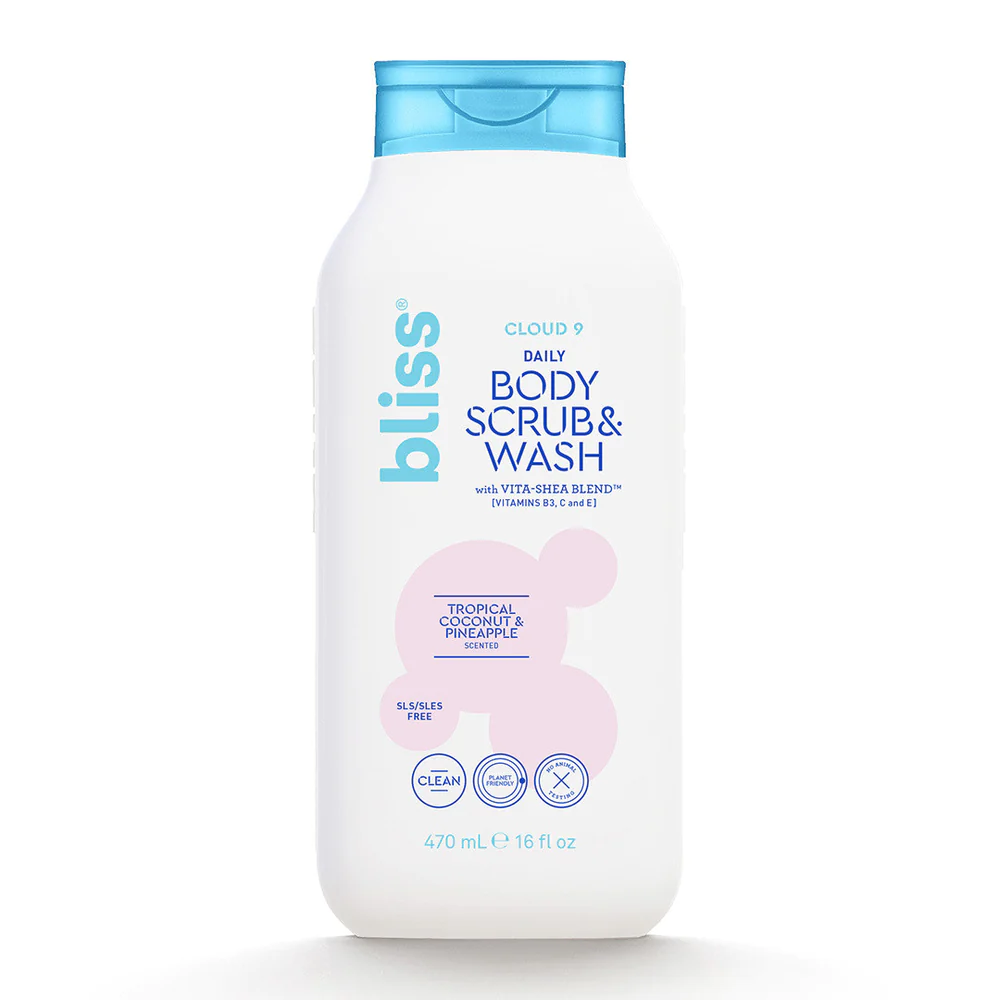 bliss®
CLOUD 9
DAILY
BODY
SCRUB&
WASH
with VITA-SHEA BLEND™
[VITAMINS B3, C and E]
TROPICAL
COCONUT &
PINEAPPLE
SCENTED
SLS/SLES
FREE
CLEAN
PLANET
FRIENDLY
NO ANIMAL
TESTING
470 mL ℮ 16 fl oz